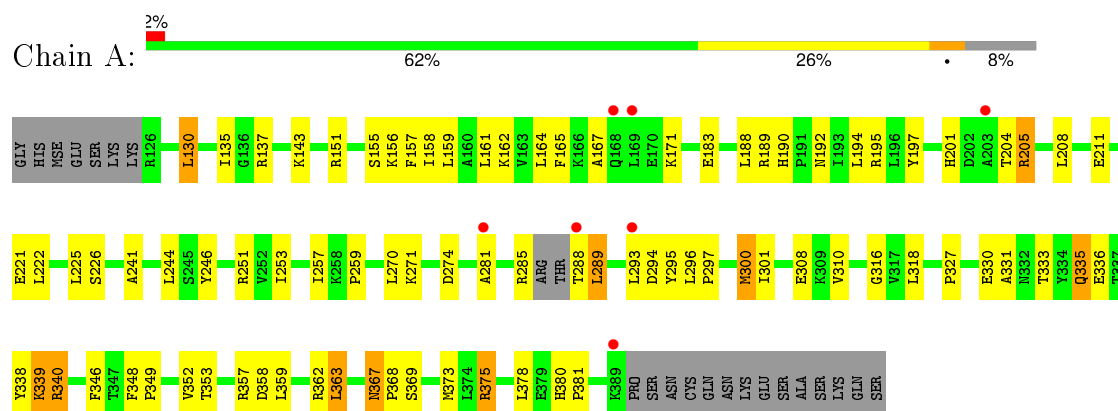 2%
Chain A:
62% 26% • 8%
GLY HIS MSE GLU SER LYS LYS R126 L130 I135 G136 R137 K143 R151 S155 K156 F157 I158 L159 A160 L161 K162 V163 L164 F165 K166 A167 Q168 L169 E170 K171 E183 L188 R189 H190 P191 N192 I193 L194 R195 L196 Y197 H201 D202 A203 T204 R205 L208 E211
E221 L222 L225 S226 A241 L244 S245 Y246 R251 V252 I253 I257 K258 P259 L270 K271 D274 A281 R285 ARG THR T288 L289 L293 D294 Y295 L296 P297 M300 I301 E308 K309 V310 G316 V317 L318 P327 E330 A331 N332 T333 Y334 Q335 E336 T337
Y338 K339 R340 F346 T347 F348 P349 V352 T353 R357 D358 L359 R362 L363 N367 P368 S369 M373 L374 R375 L378 E379 H380 P381 K389 PRO SER ASN CYS GLN ASN LYS GLU SER ALA SER LYS GLN SER